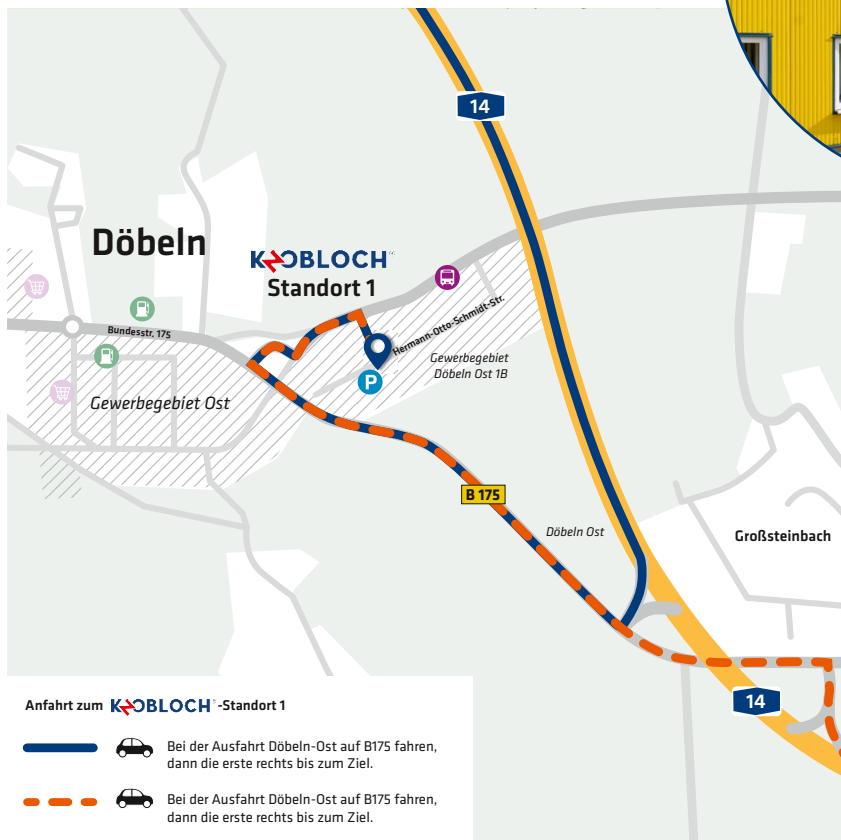 14
Döbeln
KNOBLOCH
Standort 1
Bundesstr. 175
Hermann-Otto-Schmidt-Str.
Gewerbegebiet
Döbeln Ost 1B
P
Gewerbegebiet Ost
B 175
Döbeln Ost
Großsteinbach
14
Anfahrt zum KNOBLOCH -Standort 1
Bei der Ausfahrt Döbeln-Ost auf B175 fahren,
dann die erste rechts bis zum Ziel.
Bei der Ausfahrt Döbeln-Ost auf B175 fahren,
dann die erste rechts bis zum Ziel.